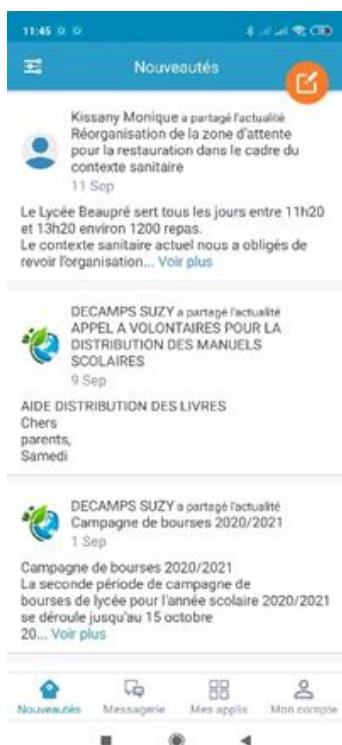 11:45
Nouveautés
Kissany Monique a partagé l'actualité
Réorganisation de la zone d'attente
pour la restauration dans le cadre du
contexte sanitaire
11 Sep
Le Lycée Beaupré sert tous les jours entre 11h20
et 13h20 environ 1200 repas.
Le contexte sanitaire actuel nous a obligés de
revoir l'organisation... Voir plus
DECAMPS SUZY a partagé l'actualité
APPEL A VOLONTAIRES POUR LA
DISTRIBUTION DES MANUELS
SCOLAIRES
9 Sep
AIDE DISTRIBUTION DES LIVRES
Chers
parents,
Samedi
DECAMPS SUZY a partagé l'actualité
Campagne de bourses 2020/2021
1 Sep
Campagne de bourses 2020/2021
La seconde période de campagne de
bourses de lycée pour l'année scolaire 2020/2021
se déroule jusqu'au 15 octobre
20... Voir plus
Nouveautés Messagerie Mes applis Mon compte